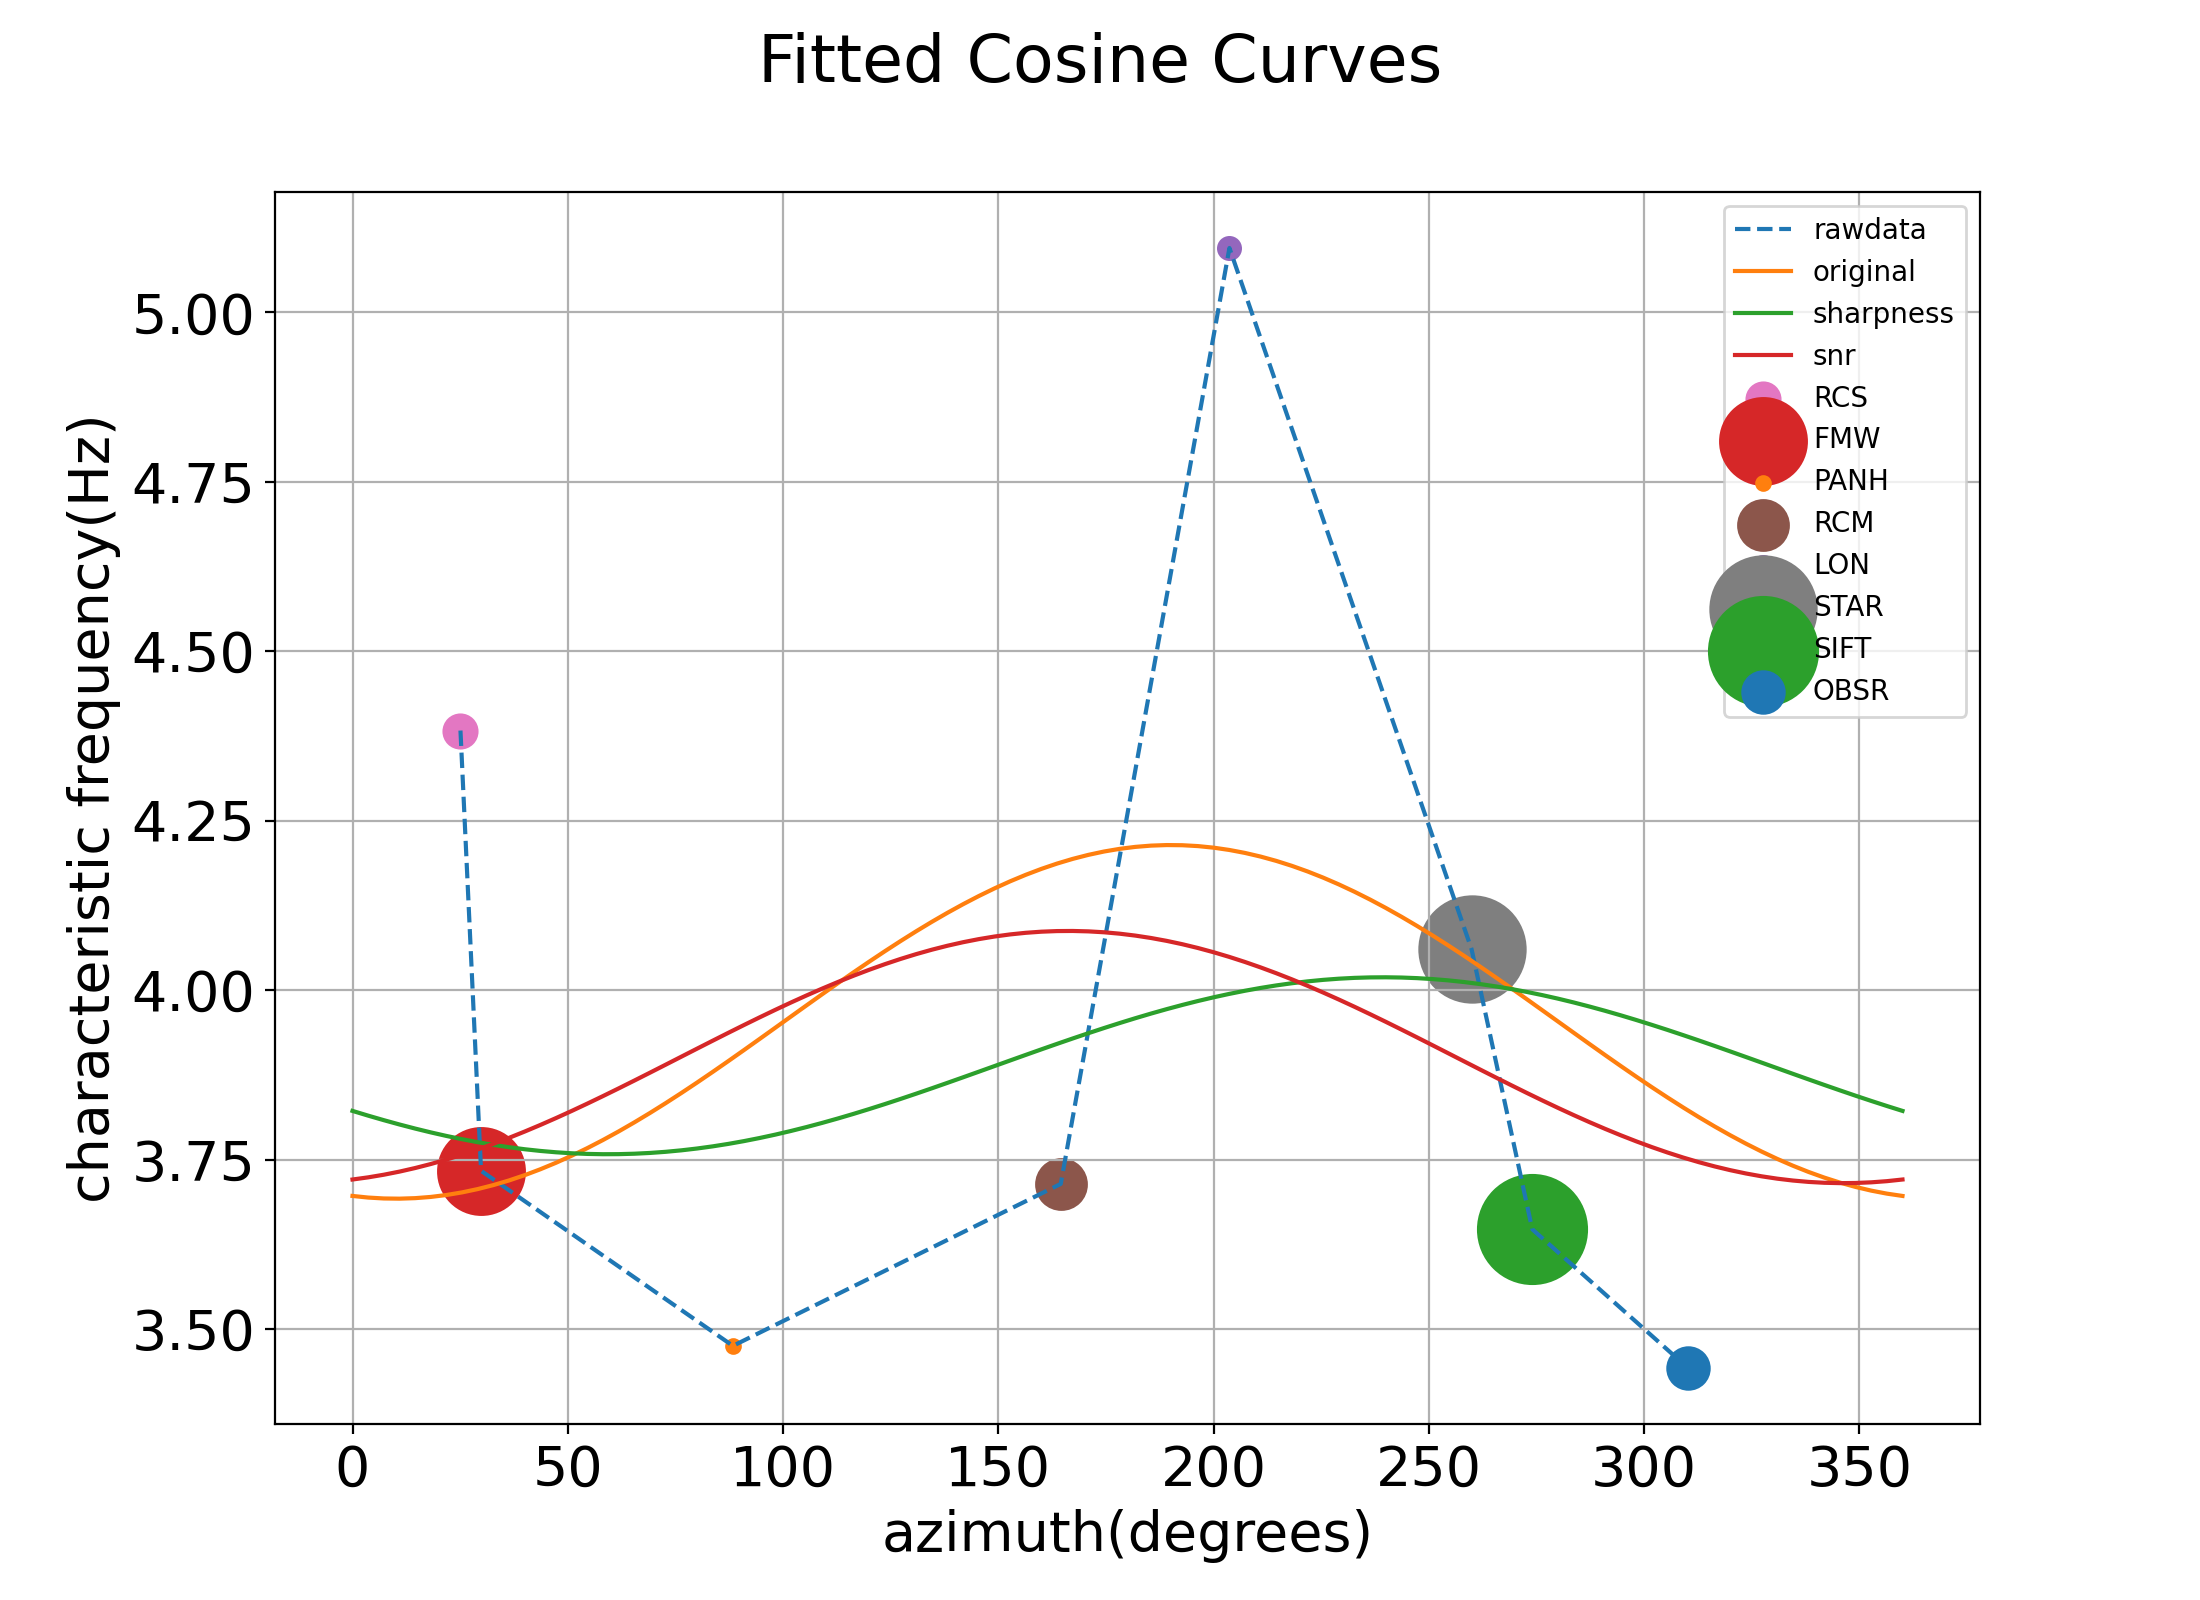 Fitted Cosine Curves
characteristic frequency(Hz)
5.00
4.75
4.50
4.25
4.00
3.75
3.50
rawdata
original
sharpness
snr
RCS
FMW
PANH
RCM
LON
STAR
SIFT
OBSR
0 50 100 150 200 250 300 350
azimuth(degrees)